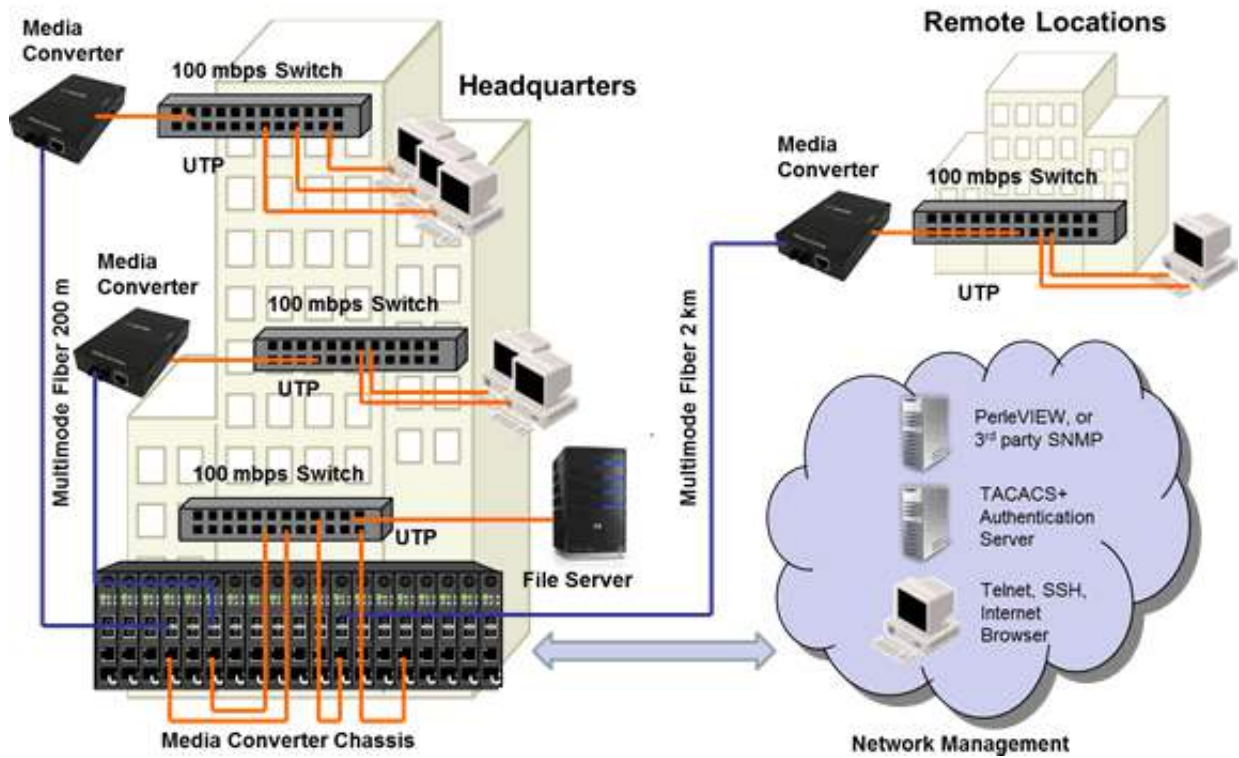 Media
Converter
100 mbps Switch
Headquarters
UTP
Media
Converter
100 mbps Switch
UTP
Multimode Fiber 200 m
100 mbps Switch
UTP
File Server
Media Converter Chassis
Remote Locations
Media
Converter
100 mbps Switch
UTP
Multimode Fiber 2 km
PerleVIEW, or
3rd party SNMP
TACACS+
Authentication
Server
Telnet, SSH,
Internet
Browser
Network Management